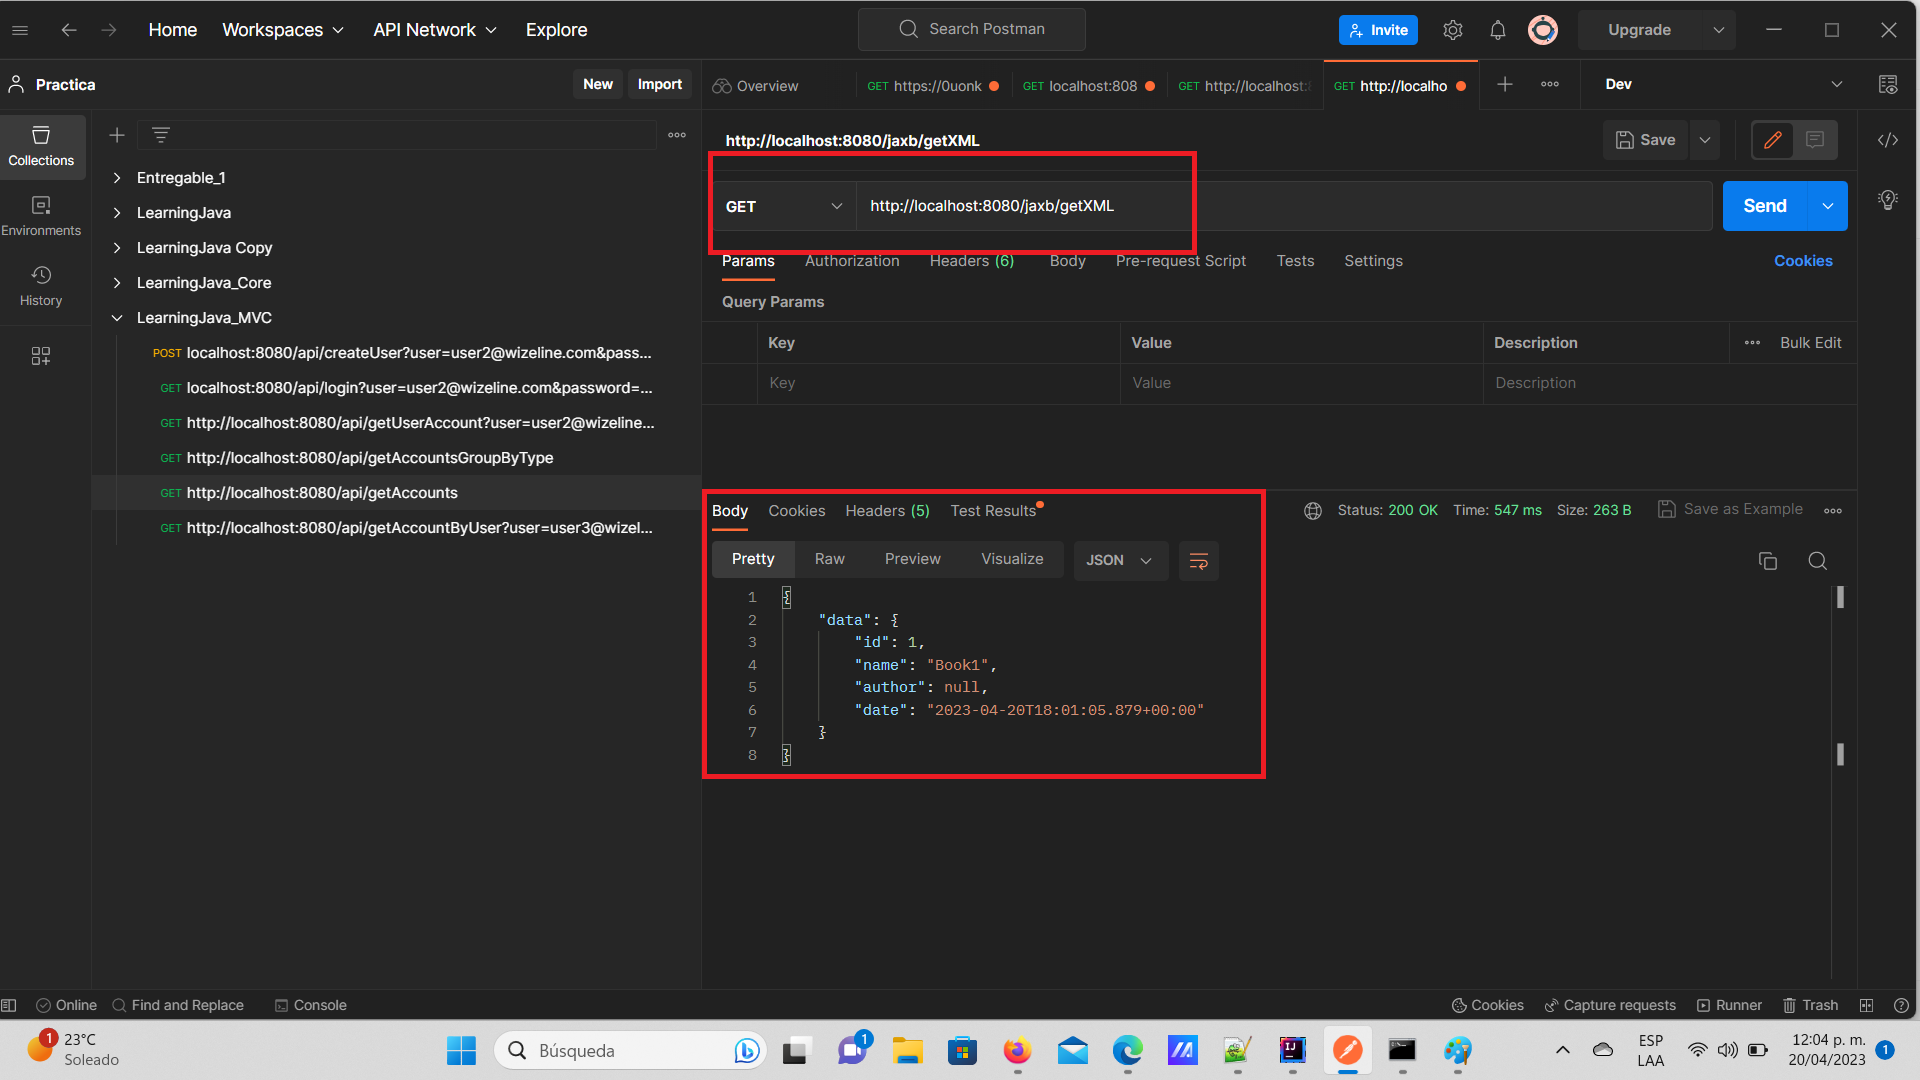 Home Workspaces API Network Explore Search Postman Invite Upgrade
Practica New Import Overview GET https://0uonk GET localhost:808 GET http://localhost: GET http://localho Dev
Collections
Environments
History
Entregable_1
LearningJava
LearningJava Copy
LearningJava_Core
LearningJava_MVC
POST localhost:8080/api/createUser?user=user2@wizeline.com&pass...
GET localhost:8080/api/login?user=user2@wizeline.com&password=...
GET http://localhost:8080/api/getUserAccount?user=user2@wizeline...
GET http://localhost:8080/api/getAccountsGroupByType
GET http://localhost:8080/api/getAccounts
GET http://localhost:8080/api/getAccountByUser?user=user3@wizel...
http://localhost:8080/jaxb/getXML Save
GET http://localhost:8080/jaxb/getXML Send
Params Authorization Headers (6) Body Pre-request Script Tests Settings Cookies
Query Params
Key Value Description Bulk Edit
Key Value Description
Body Cookies Headers (5) Test Results Status: 200 OK Time: 547 ms Size: 263 B Save as Example
Pretty Raw Preview Visualize JSON
1 {
2 "data": {
3 "id": 1,
4 "name": "Book1",
5 "author": null,
6 "date": "2023-04-20T18:01:05.879+00:00"
7 }
8 }
Online Find and Replace Console Cookies Capture requests Runner Trash
1 23°C
Soleado
Búsqueda
1
IJ
ESP
LAA
12:04 p. m.
20/04/2023
1